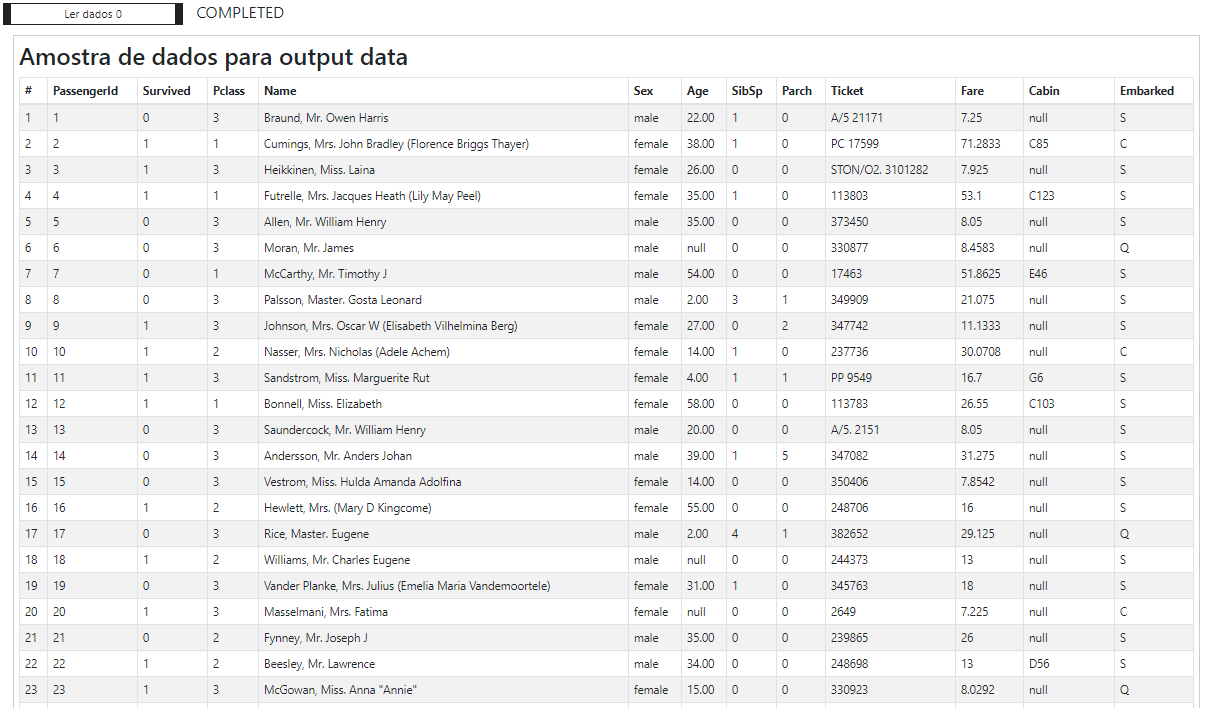 Ler dados 0 COMPLETED
Amostra de dados para output data
# PassengerId Survived Pclass Name Sex Age SibSp Parch Ticket Fare Cabin Embarked
1 1 0 3 Braund, Mr. Owen Harris male 22.00 1 0 A/5 21171 7.25 null S
2 2 1 1 Cumings, Mrs. John Bradley (Florence Briggs Thayer) female 38.00 1 0 PC 17599 71.2833 C85 C
3 3 1 3 Heikkinen, Miss. Laina female 26.00 0 0 STON/O2. 3101282 7.925 null S
4 4 1 1 Futrelle, Mrs. Jacques Heath (Lily May Peel) female 35.00 1 0 113803 53.1 C123 S
5 5 0 3 Allen, Mr. William Henry male 35.00 0 0 373450 8.05 null S
6 6 0 3 Moran, Mr. James male null 0 0 330877 8.4583 null Q
7 7 0 1 McCarthy, Mr. Timothy J male 54.00 0 0 17463 51.8625 E46 S
8 8 0 3 Palsson, Master. Gosta Leonard male 2.00 3 1 349909 21.075 null S
9 9 1 3 Johnson, Mrs. Oscar W (Elisabeth Vilhelmina Berg) female 27.00 0 2 347742 11.1333 null S
10 10 1 2 Nasser, Mrs. Nicholas (Adele Achem) female 14.00 1 0 237736 30.0708 null C
11 11 1 3 Sandstrom, Miss. Marguerite Rut female 4.00 1 1 PP 9549 16.7 G6 S
12 12 1 1 Bonnell, Miss. Elizabeth female 58.00 0 0 113783 26.55 C103 S
13 13 0 3 Saundercock, Mr. William Henry male 20.00 0 0 A/5. 2151 8.05 null S
14 14 0 3 Andersson, Mr. Anders Johan male 39.00 1 5 347082 31.275 null S
15 15 0 3 Vestrom, Miss. Hulda Amanda Adolfina female 14.00 0 0 350406 7.8542 null S
16 16 1 2 Hewlett, Mrs. (Mary D Kingcome) female 55.00 0 0 248706 16 null S
17 17 0 3 Rice, Master. Eugene male 2.00 4 1 382652 29.125 null Q
18 18 1 2 Williams, Mr. Charles Eugene male null 0 0 244373 13 null S
19 19 0 3 Vander Planke, Mrs. Julius (Emelia Maria Vandemoortele) female 31.00 1 0 345763 18 null S
20 20 1 3 Masselmani, Mrs. Fatima female null 0 0 2649 7.225 null C
21 21 0 2 Fynney, Mr. Joseph J male 35.00 0 0 239865 26 null S
22 22 1 2 Beesley, Mr. Lawrence male 34.00 0 0 248698 13 D56 S
23 23 1 3 McGowan, Miss. Anna "Annie" female 15.00 0 0 330923 8.0292 null Q